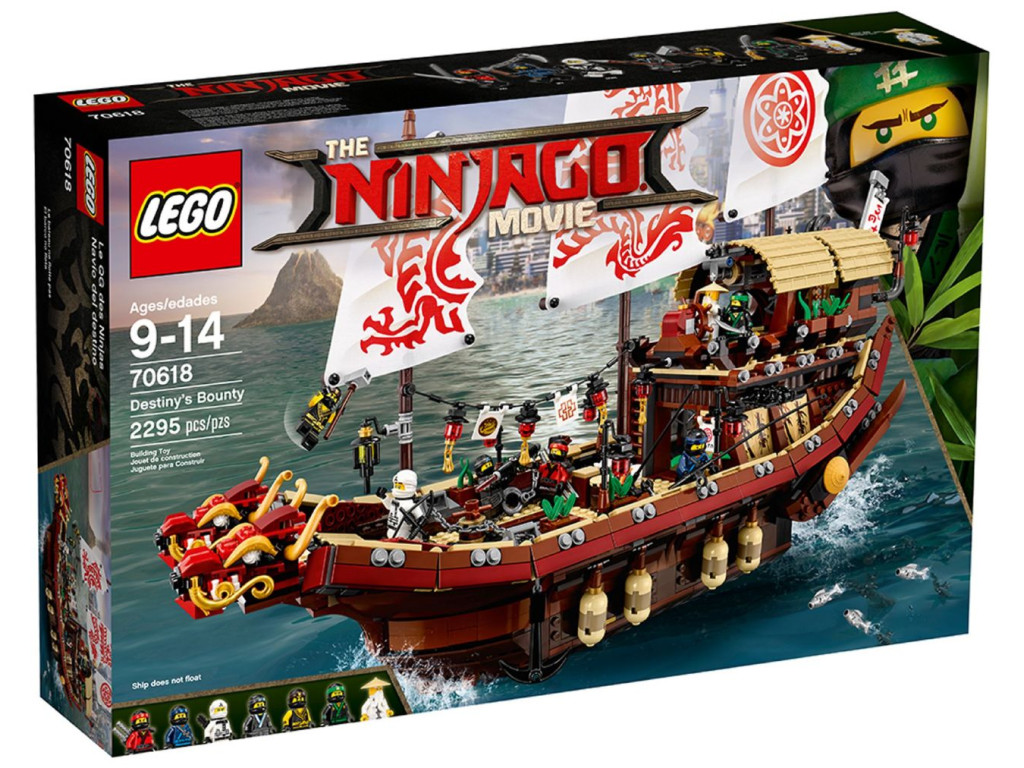 LEGO
70618
THE
NINJAGO
MOVIE
LEGO
70618
Le QG des Ninjas
Navío del destino
THE
NINJAGO
MOVIE
LEGO
Ages/edades
9-14
70618
Destiny's Bounty
2295 pcs/pzs
Building Toy
Jouet de construction
Juguete para Construir
Ship does not float